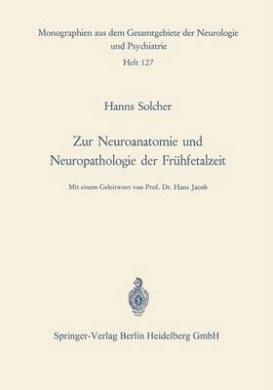 Monographien aus dem Gesamtgebiete der Neurologie
und Psychiatrie
Heft 127
Hanns Solcher
Zur Neuroanatomie und
Neuropathologie der Frühfetalzeit
Mit einem Geleitwort von Prof. Dr. Hans Jacob
Springer-Verlag Berlin Heidelberg GmbH